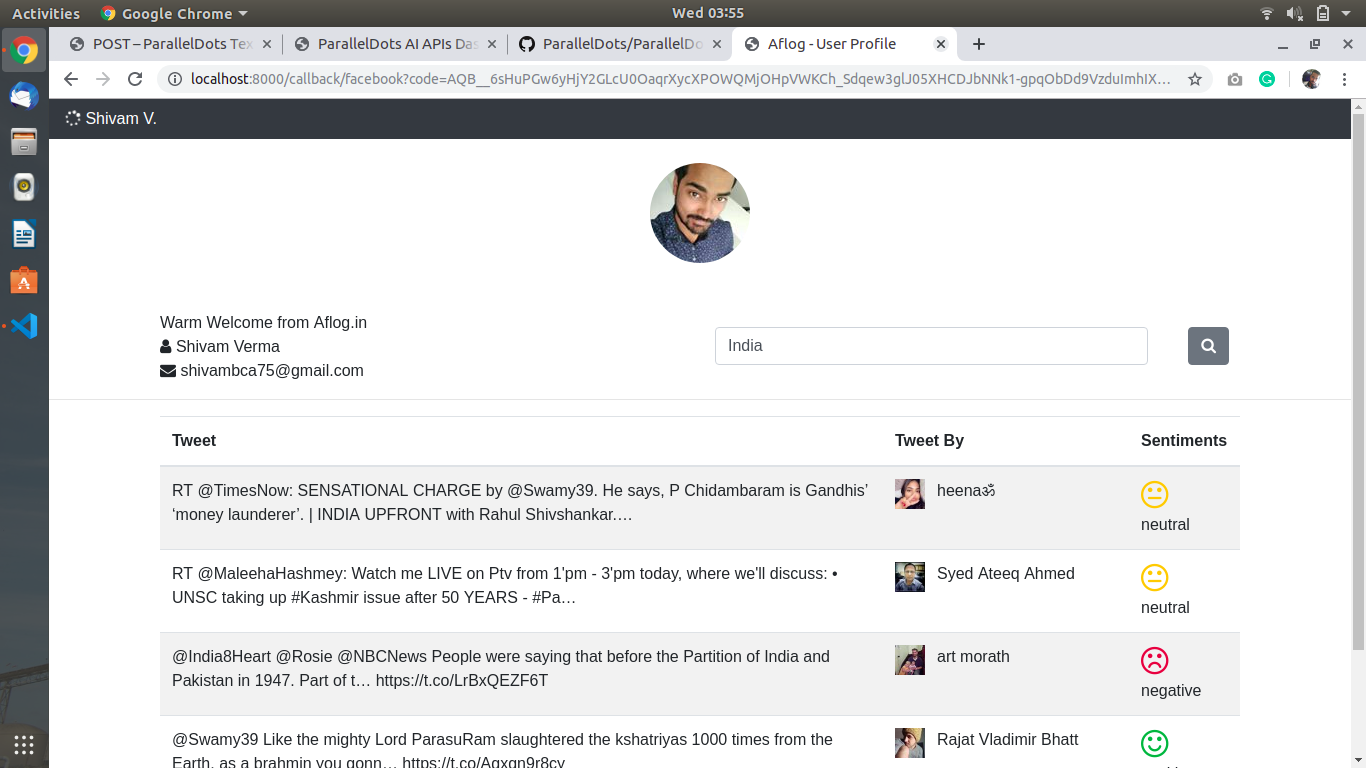 Activities Google Chrome Wed 03:55
POST – ParallelDots Tex ParallelDots AI APIs Das ParallelDots/ParallelDo Aflog - User Profile
localhost:8000/callback/facebook?code=AQB__6sHuPGw6yHjY2GLcU0OaqrXycXPOWQMjOHpVWKCh_Sdqew3glJ05XHCDJbNNk1-gpqObDd9VzduImhIX…
Shivam V.
Warm Welcome from Aflog.in
Shivam Verma
shivambca75@gmail.com
India
Tweet Tweet By Sentiments
RT @TimesNow: SENSATIONAL CHARGE by @Swamy39. He says, P Chidambaram is Gandhis’
‘money launderer’. | INDIA UPFRONT with Rahul Shivshankar.…
heenaॐ
neutral
RT @MaleehaHashmey: Watch me LIVE on Ptv from 1'pm - 3'pm today, where we'll discuss: •
UNSC taking up #Kashmir issue after 50 YEARS - #Pa…
Syed Ateeq Ahmed
neutral
@India8Heart @Rosie @NBCNews People were saying that before the Partition of India and
Pakistan in 1947. Part of t… https://t.co/LrBxQEZF6T
art morath
negative
@Swamy39 Like the mighty Lord ParasuRam slaughtered the kshatriyas 1000 times from the
Earth, as a brahmin you gonn…
Rajat Vladimir Bhatt